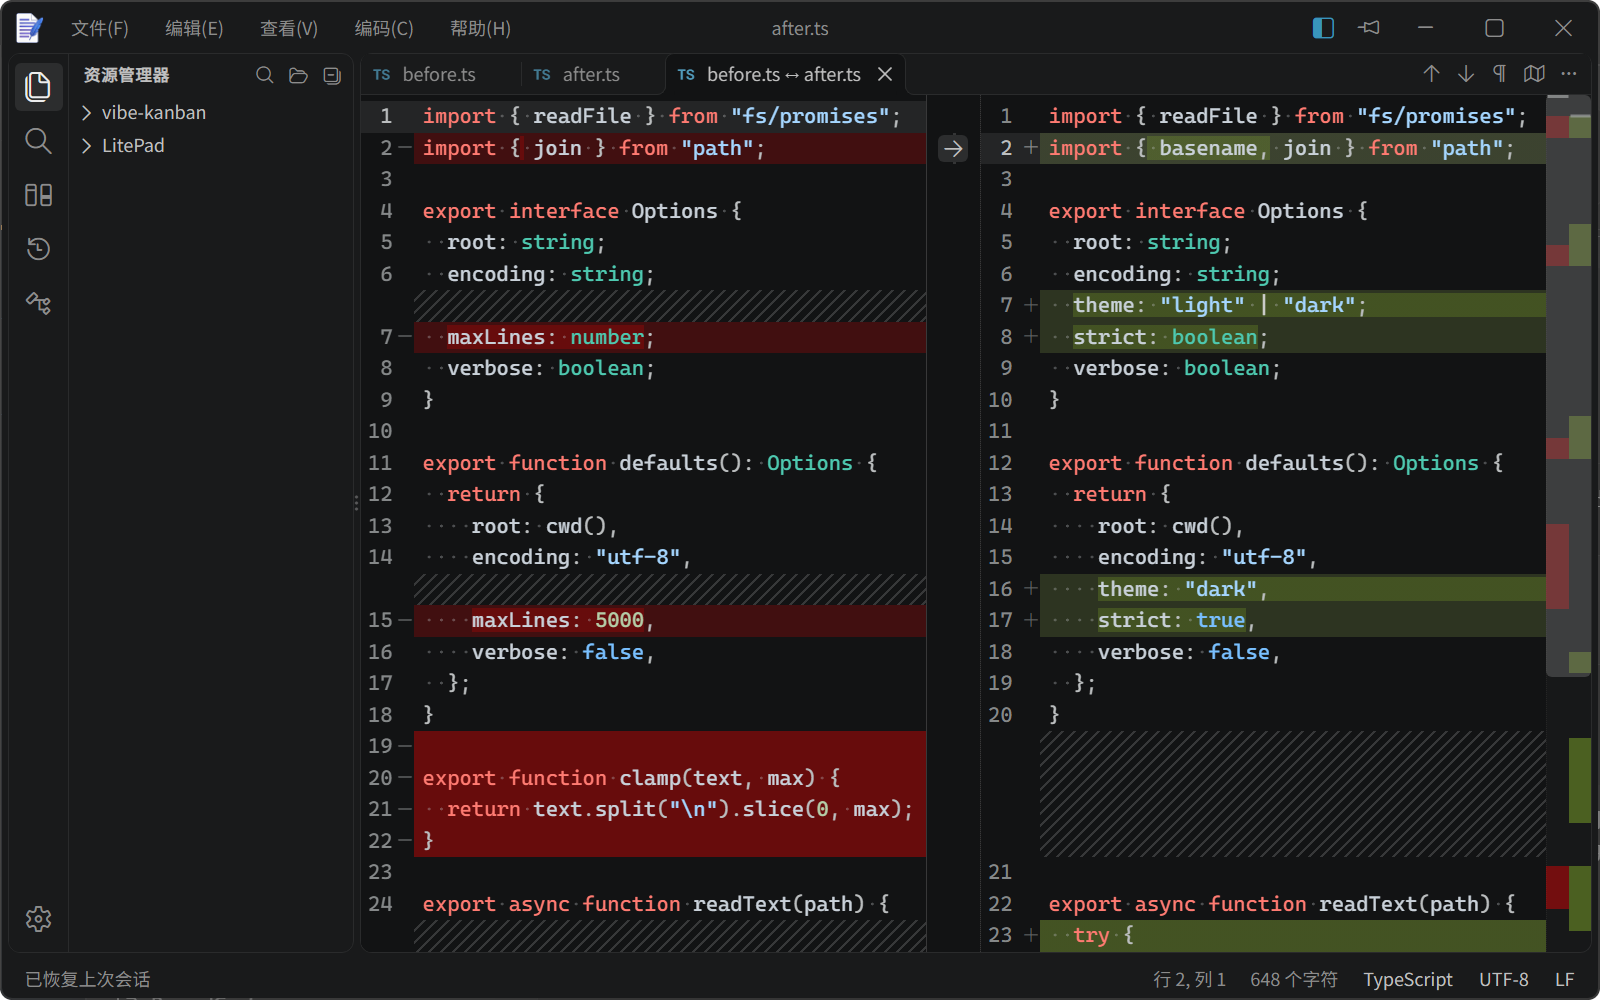 文件(F) 编辑(E) 查看(V) 编码(C) 帮助(H) after.ts
资源管理器
vibe-kanban
LitePad
TS before.ts TS after.ts TS before.ts↔after.ts
1 import { readFile } from "fs/promises";
2 import { join } from "path";
3
4 export interface Options {
5 root: string;
6 encoding: string;
7 maxLines: number;
8 verbose: boolean;
9 }
10
11 export function defaults(): Options {
12 return {
13 root: cwd(),
14 encoding: "utf-8",
15 maxLines: 5000,
16 verbose: false,
17 };
18 }
19
20 export function clamp(text, max) {
21 return text.split("\n").slice(0, max);
22 }
23
24 export async function readText(path) {
1 import { readFile } from "fs/promises";
2 import { basename, join } from "path";
3
4 export interface Options {
5 root: string;
6 encoding: string;
7 theme: "light" | "dark";
8 strict: boolean;
9 verbose: boolean;
10 }
11
12 export function defaults(): Options {
13 return {
14 root: cwd(),
15 encoding: "utf-8",
16 theme: "dark",
17 strict: true,
18 verbose: false,
19 };
20 }
21
22 export async function readText(path) {
23 try {
已恢复上次会话 行 2, 列 1 648 个字符 TypeScript UTF-8 LF